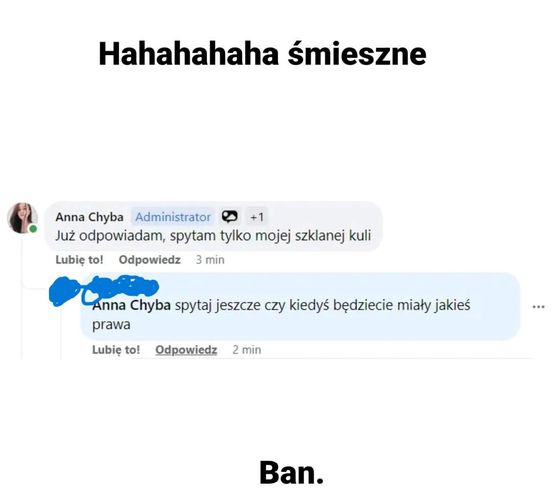 Hahahahaha śmieszne
Anna Chyba Administrator +1
Już odpowiadam, spytam tylko mojej szklanej kuli
Lubię to! Odpowiedz 3 min
Anna Chyba spytaj jeszcze czy kiedyś będziecie miały jakieś
prawa
Lubię to! Odpowiedz 2 min
Ban.